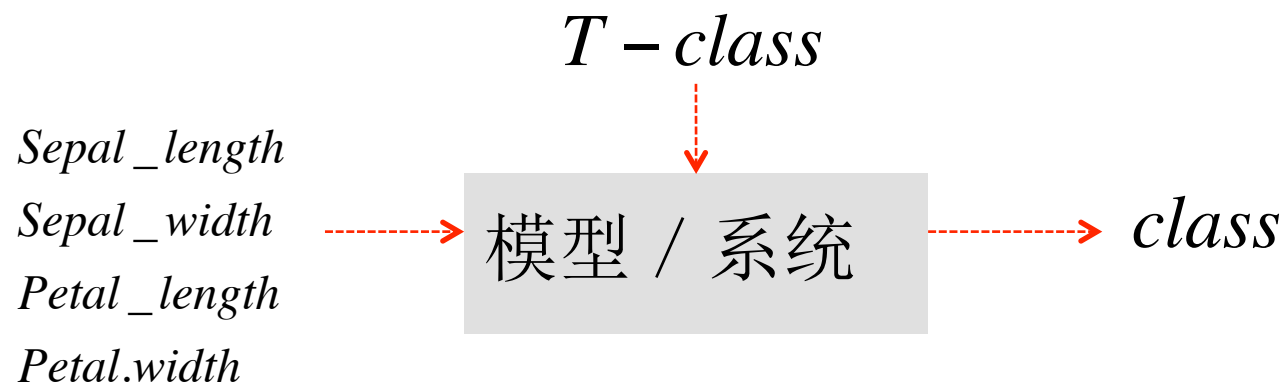 T – class
Sepal _ length
Sepal _ width
Petal _ length
Petal.width
模型 / 系统
class